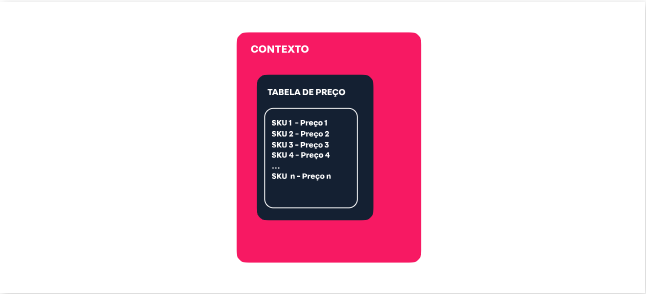 CONTEXTO
TABELA DE PREÇO
SKU 1 - Preço 1
SKU 2 - Preço 2
SKU 3 - Preço 3
SKU 4 - Preço 4
...
SKU n - Preço n